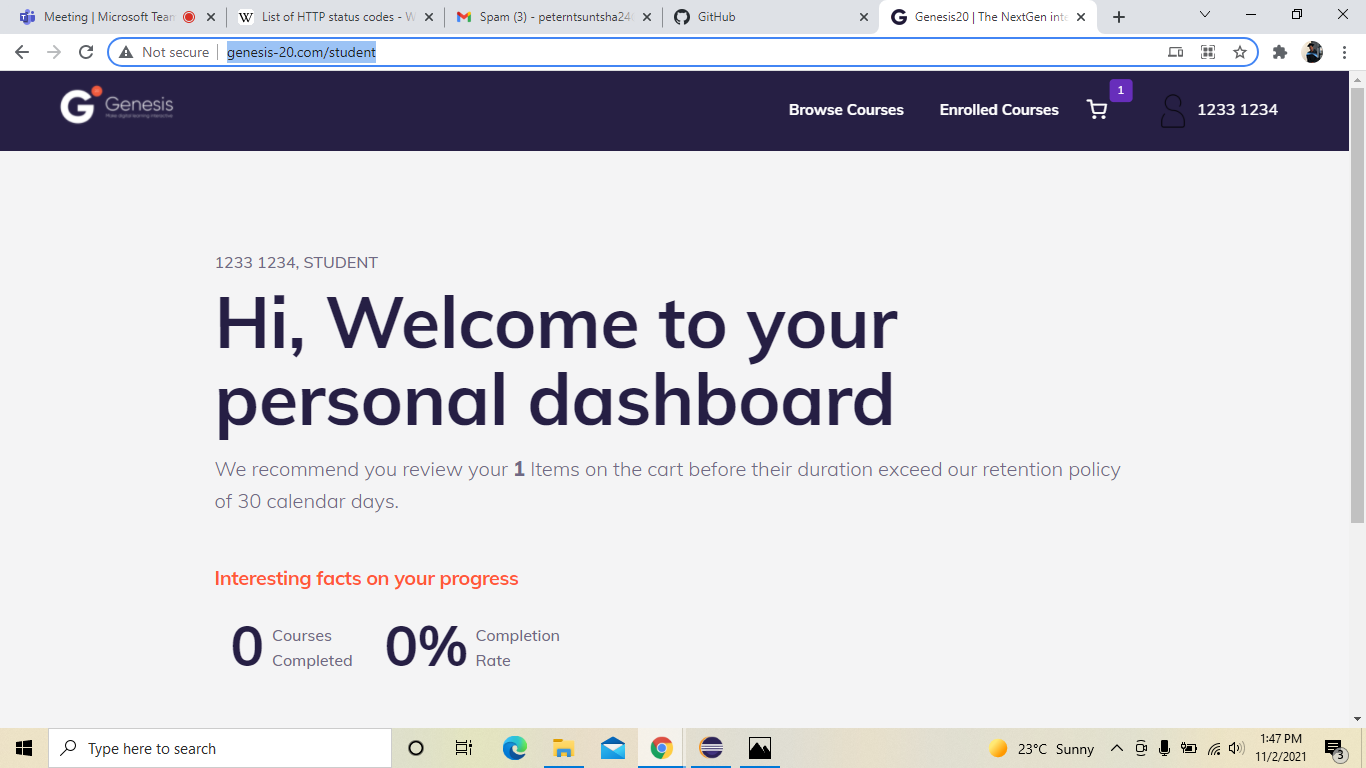 Meeting | Microsoft Team
List of HTTP status codes - W
Spam (3) - peterntsuntsha24
GitHub
Genesis20 | The NextGen inte
Not secure
genesis-20.com/student
Genesis
Make digital learning interactive
Browse Courses
Enrolled Courses
1
1233 1234
1233 1234, STUDENT
Hi, Welcome to your
personal dashboard
We recommend you review your 1 Items on the cart before their duration exceed our retention policy
of 30 calendar days.
Interesting facts on your progress
0 Courses
Completed
0% Completion
Rate
Type here to search
23°C Sunny
1:47 PM
11/2/2021
3